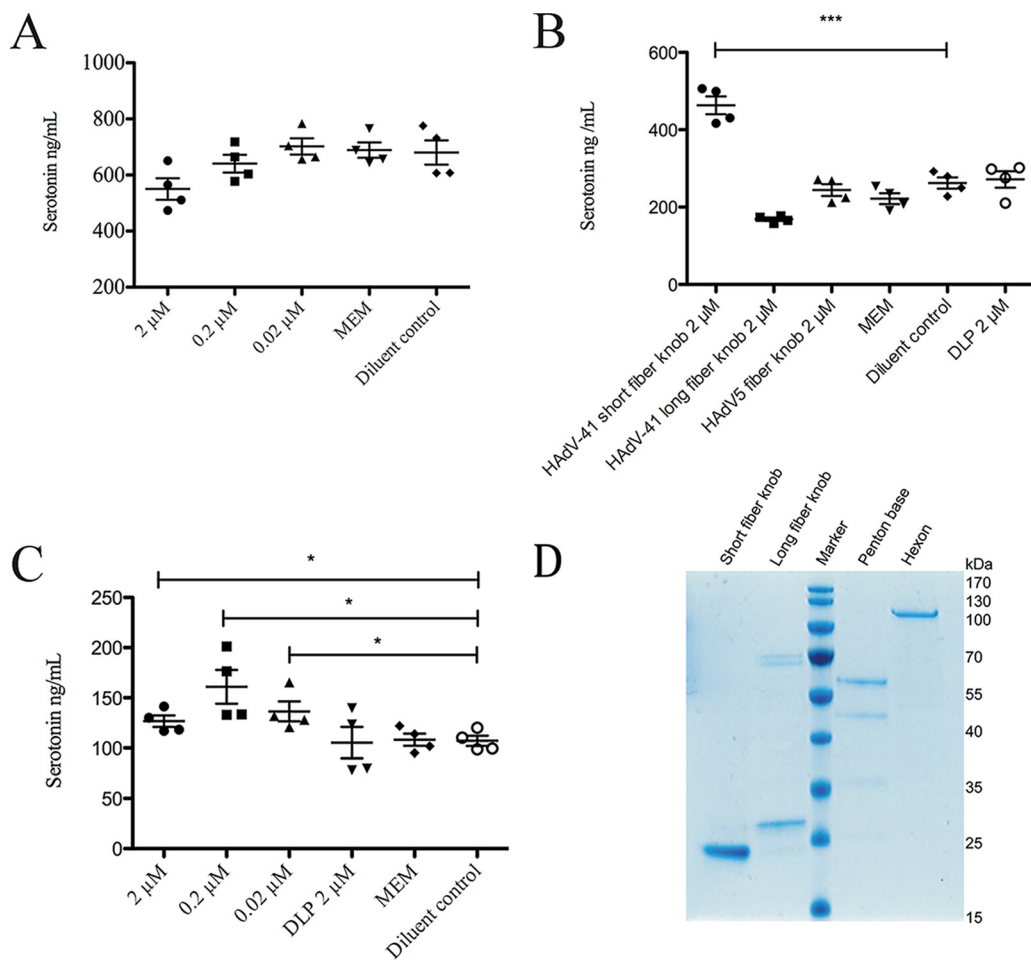 A
Serotonin ng/mL
1000
800
600
400
200
2 µM
0.2 µM
0.02 µM
MEM
Diluent control
B
***
Serotonin ng /mL
600
400
200
0
HAdV-41 short fiber knob 2 µM
HAdV-41 long fiber knob 2 µM
HAdV5 fiber knob 2 µM
MEM
Diluent control
DLP 2 µM
C
*
*
*
Serotonin ng/mL
250
200
150
100
50
0
2 µM
0.2 µM
0.02 µM
DLP 2 µM
MEM
Diluent control
D
Short fiber knob
Long fiber knob
Marker
Penton base
Hexon
kDa
170
130
100
70
55
40
35
25
15